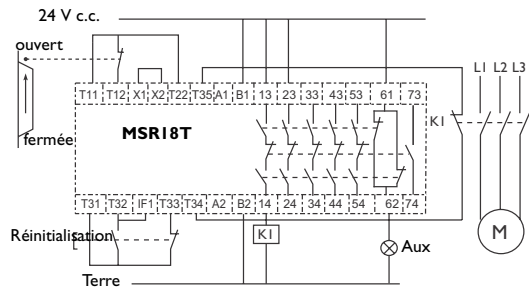 24 V c.c.
ouvert
L1 L2 L3
T11 T12 X1 X2 T22 T35 A1 B1 13 23 33 43 53 61 73
K1
MSR18T
fermée
T31 T32 IF1 T33 T34 A2 B2 14 24 34 44 54 62 74
Réinitialisation
K1
Aux
M
Terre